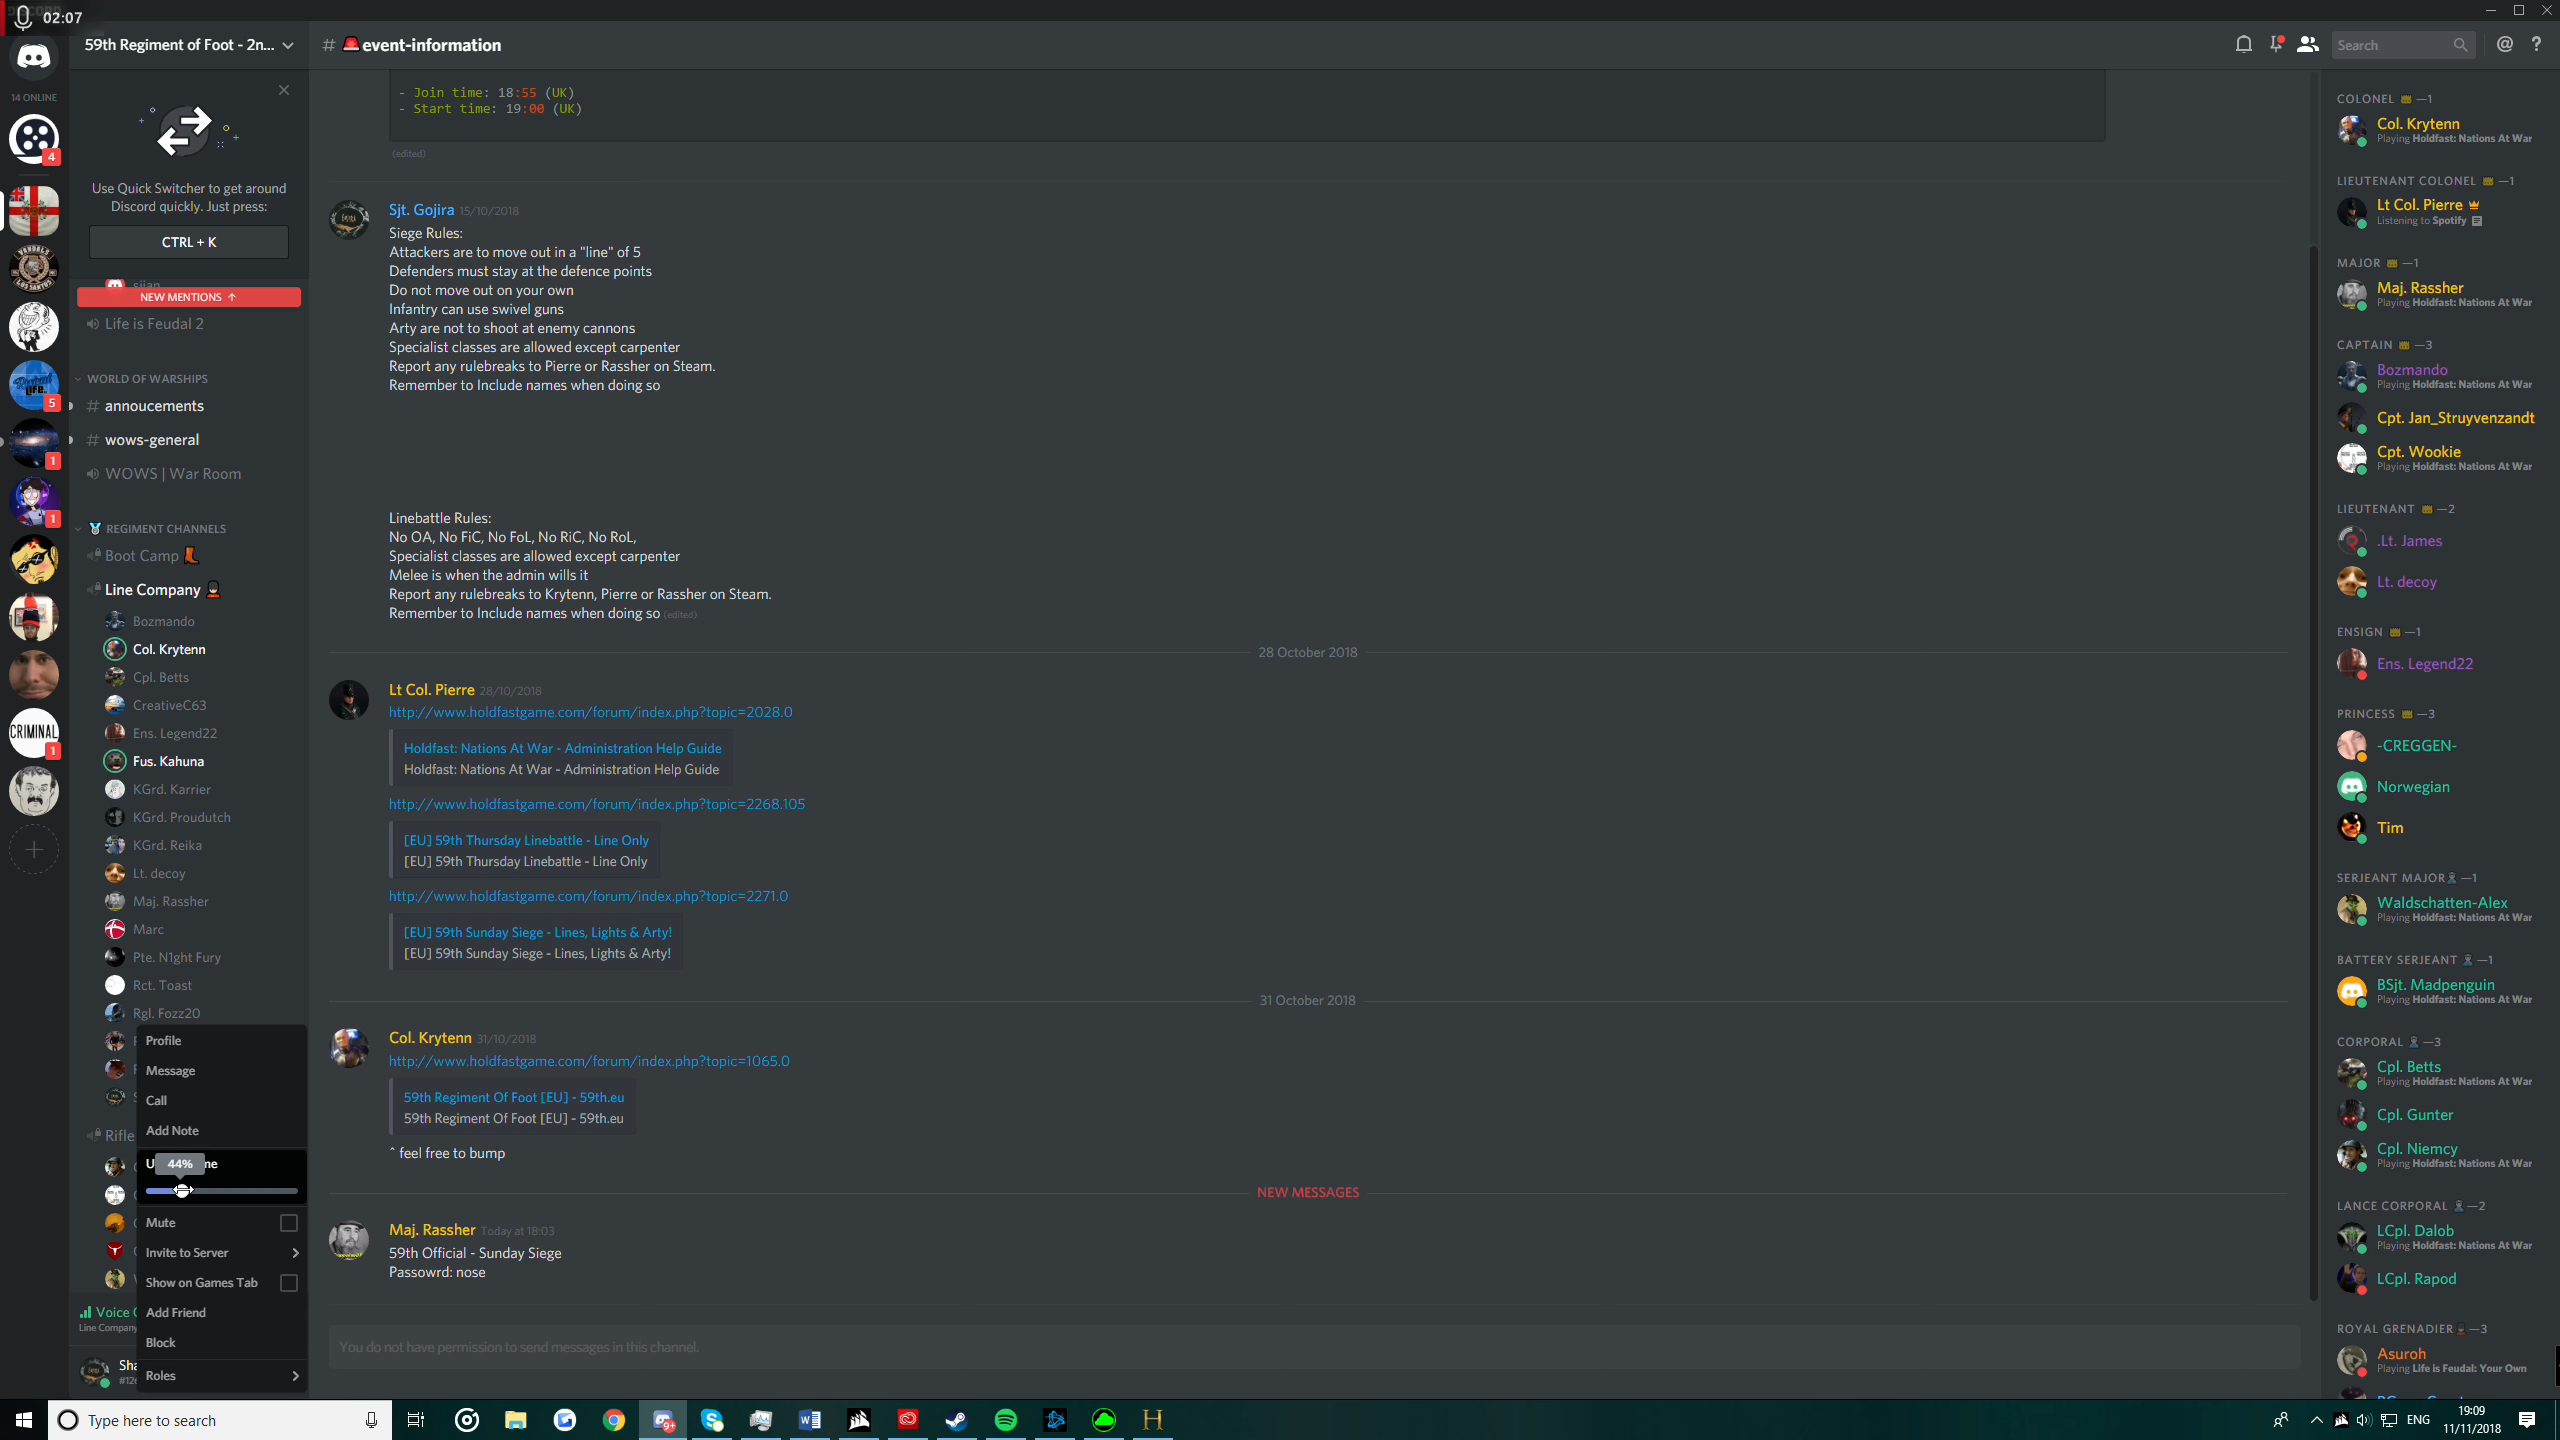 02:07
59th Regiment of Foot - 2n...
14 ONLINE
4
5
1
1
CRIMINAL
1
Use Quick Switcher to get around
Discord quickly. Just press:
CTRL + K
NEW MENTIONS ↑
Life is Feudal 2
WORLD OF WARSHIPS
# annoucements
# wows-general
WOWS | War Room
REGIMENT CHANNELS
Boot Camp
Line Company
Bozmando
Col. Krytenn
Cpl. Betts
CreativeC63
Ens. Legend22
Fus. Kahuna
KGrd. Karrier
KGrd. Proudutch
KGrd. Reika
Lt. decoy
Maj. Rassher
Marc
Pte. N1ght Fury
Rct. Toast
Rgl. Fozz20
Rifle
Voice
Line Company
Sha
Profile
Message
Call
Add Note
44%
Mute
Invite to Server
Show on Games Tab
Add Friend
Block
Roles
# event-information
- Join time: 18:55 (UK)
- Start time: 19:00 (UK)
(edited)
Sjt. Gojira 15/10/2018
Siege Rules:
Attackers are to move out in a "line" of 5
Defenders must stay at the defence points
Do not move out on your own
Infantry can use swivel guns
Arty are not to shoot at enemy cannons
Specialist classes are allowed except carpenter
Report any rulebreaks to Pierre or Rassher on Steam.
Remember to Include names when doing so
Linebattle Rules:
No OA, No FiC, No FoL, No RiC, No RoL,
Specialist classes are allowed except carpenter
Melee is when the admin wills it
Report any rulebreaks to Krytenn, Pierre or Rassher on Steam.
Remember to Include names when doing so (edited)
28 October 2018
Lt Col. Pierre 28/10/2018
http://www.holdfastgame.com/forum/index.php?topic=2028.0
Holdfast: Nations At War - Administration Help Guide
Holdfast: Nations At War - Administration Help Guide
http://www.holdfastgame.com/forum/index.php?topic=2268.105
[EU] 59th Thursday Linebattle - Line Only
[EU] 59th Thursday Linebattle - Line Only
http://www.holdfastgame.com/forum/index.php?topic=2271.0
[EU] 59th Sunday Siege - Lines, Lights & Arty!
[EU] 59th Sunday Siege - Lines, Lights & Arty!
31 October 2018
Col. Krytenn 31/10/2018
http://www.holdfastgame.com/forum/index.php?topic=1065.0
59th Regiment Of Foot [EU] - 59th.eu
59th Regiment Of Foot [EU] - 59th.eu
^ feel free to bump
NEW MESSAGES
Maj. Rassher Today at 18:03
59th Official - Sunday Siege
Passowrd: nose
You do not have permission to send messages in this channel.
Search
@ ?
COLONEL —1
Col. Krytenn
Playing Holdfast: Nations At War
LIEUTENANT COLONEL —1
Lt Col. Pierre
Listening to Spotify
MAJOR —1
Maj. Rassher
Playing Holdfast: Nations At War
CAPTAIN —3
Bozmando
Playing Holdfast: Nations At War
Cpt. Jan_Struyvenzandt
Cpt. Wookie
Playing Holdfast: Nations At War
LIEUTENANT —2
.Lt. James
Lt. decoy
ENSIGN —1
Ens. Legend22
PRINCESS —3
-CREGGEN-
Norwegian
Tim
SERJEANT MAJOR —1
Waldschatten-Alex
Playing Holdfast: Nations At War
BATTERY SERJEANT —1
BSjt. Madpenguin
Playing Holdfast: Nations At War
CORPORAL —3
Cpl. Betts
Playing Holdfast: Nations At War
Cpl. Gunter
Cpl. Niemcy
Playing Holdfast: Nations At War
LANCE CORPORAL —2
LCpl. Dalob
Playing Holdfast: Nations At War
LCpl. Rapod
ROYAL GRENADIER —3
Asuroh
Playing Life is Feudal: Your Own
Type here to search
9+
ENG
19:09
11/11/2018